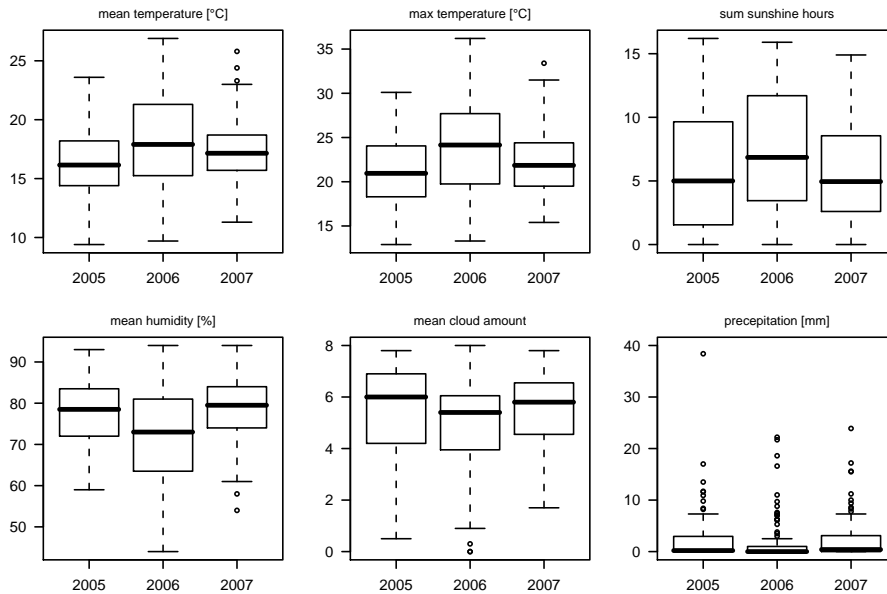 mean temperature [°C]
25
20
15
10
2005 2006 2007
max temperature [°C]
35
30
25
20
15
2005 2006 2007
sum sunshine hours
15
10
5
0
2005 2006 2007
mean humidity [%]
90
80
70
60
50
2005 2006 2007
mean cloud amount
8
6
4
2
0
2005 2006 2007
precepitation [mm]
40
30
20
10
0
2005 2006 2007